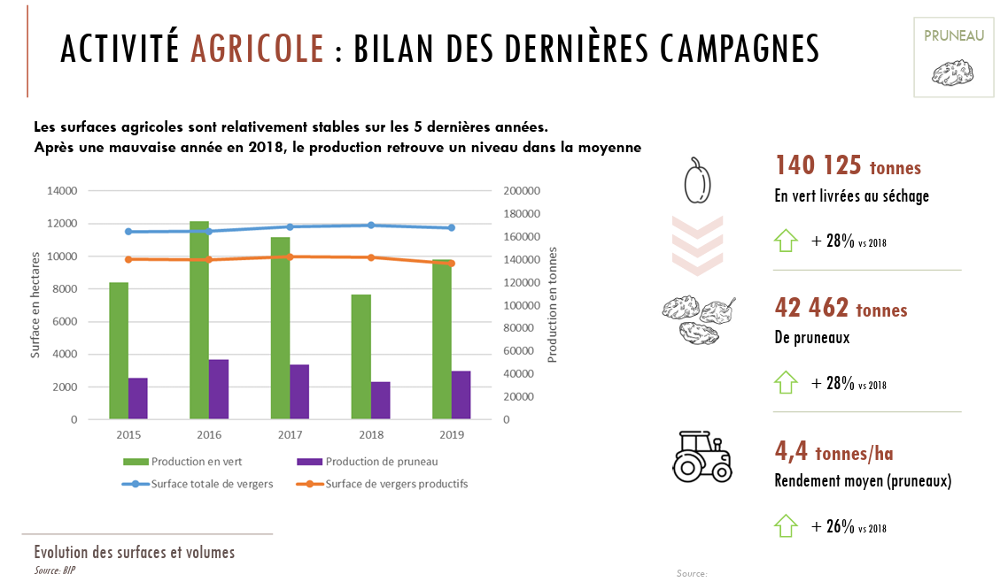 ACTIVITÉ AGRICOLE : BILAN DES DERNIÈRES CAMPAGNES
PRUNEAU
Les surfaces agricoles sont relativement stables sur les 5 dernières années.
Après une mauvaise année en 2018, le production retrouve un niveau dans la moyenne
14000
12000
10000
8000
6000
4000
2000
0
Surface en hectares
200000
180000
160000
140000
120000
100000
80000
60000
40000
20000
0
Production en tonnes
2015 2016 2017 2018 2019
Production en vert Production de pruneau
Surface totale de vergers Surface de vergers productifs
Evolution des surfaces et volumes
Source: BIP
140 125 tonnes
En vert livrées au séchage
+ 28% vs 2018
42 462 tonnes
De pruneaux
+ 28% vs 2018
4,4 tonnes/ha
Rendement moyen (pruneaux)
+ 26% vs 2018
Source: